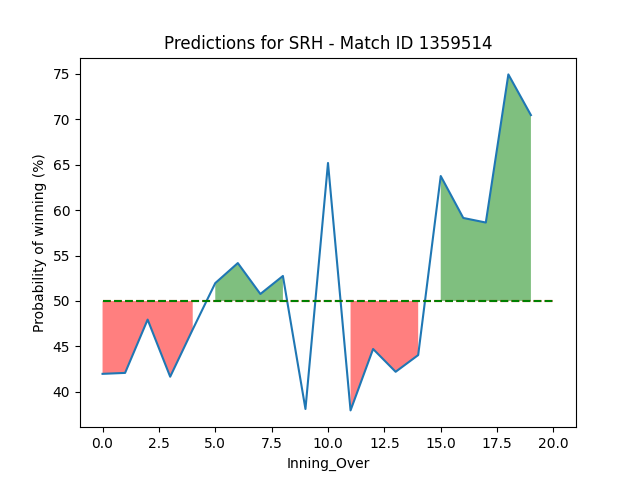 Predictions for SRH - Match ID 1359514
Probability of winning (%)
75
70
65
60
55
50
45
40
0.0 2.5 5.0 7.5 10.0 12.5 15.0 17.5 20.0
Inning_Over